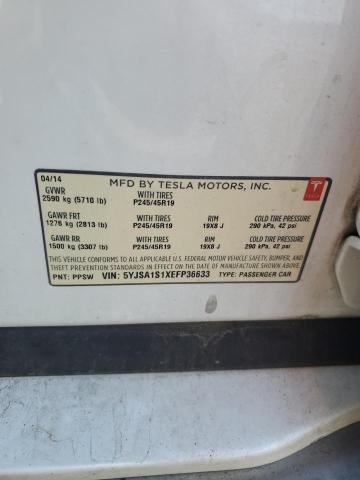 04/14 MFD BY TESLA MOTORS, INC. TESLA
GVWR WITH TIRES
2590 kg (5710 lb) P245/45R19
GAWR FRT WITH TIRES RIM COLD TIRE PRESSURE
1276 kg (2813 lb) P245/45R19 19X8 J 290 kPa, 42 psi
GAWR RR WITH TIRES RIM COLD TIRE PRESSURE
1500 kg (3307 lb) P245/45R19 19X8 J 290 kPa, 42 psi
THIS VEHICLE CONFORMS TO ALL APPLICABLE U.S. FEDERAL MOTOR VEHICLE SAFETY, BUMPER, AND
THEFT PREVENTION STANDARDS IN EFFECT ON THE DATE OF MANUFACTURE SHOWN ABOVE.
PNT: PPSW VIN: 5YJSA1S1XEFP36633 TYPE: PASSENGER CAR